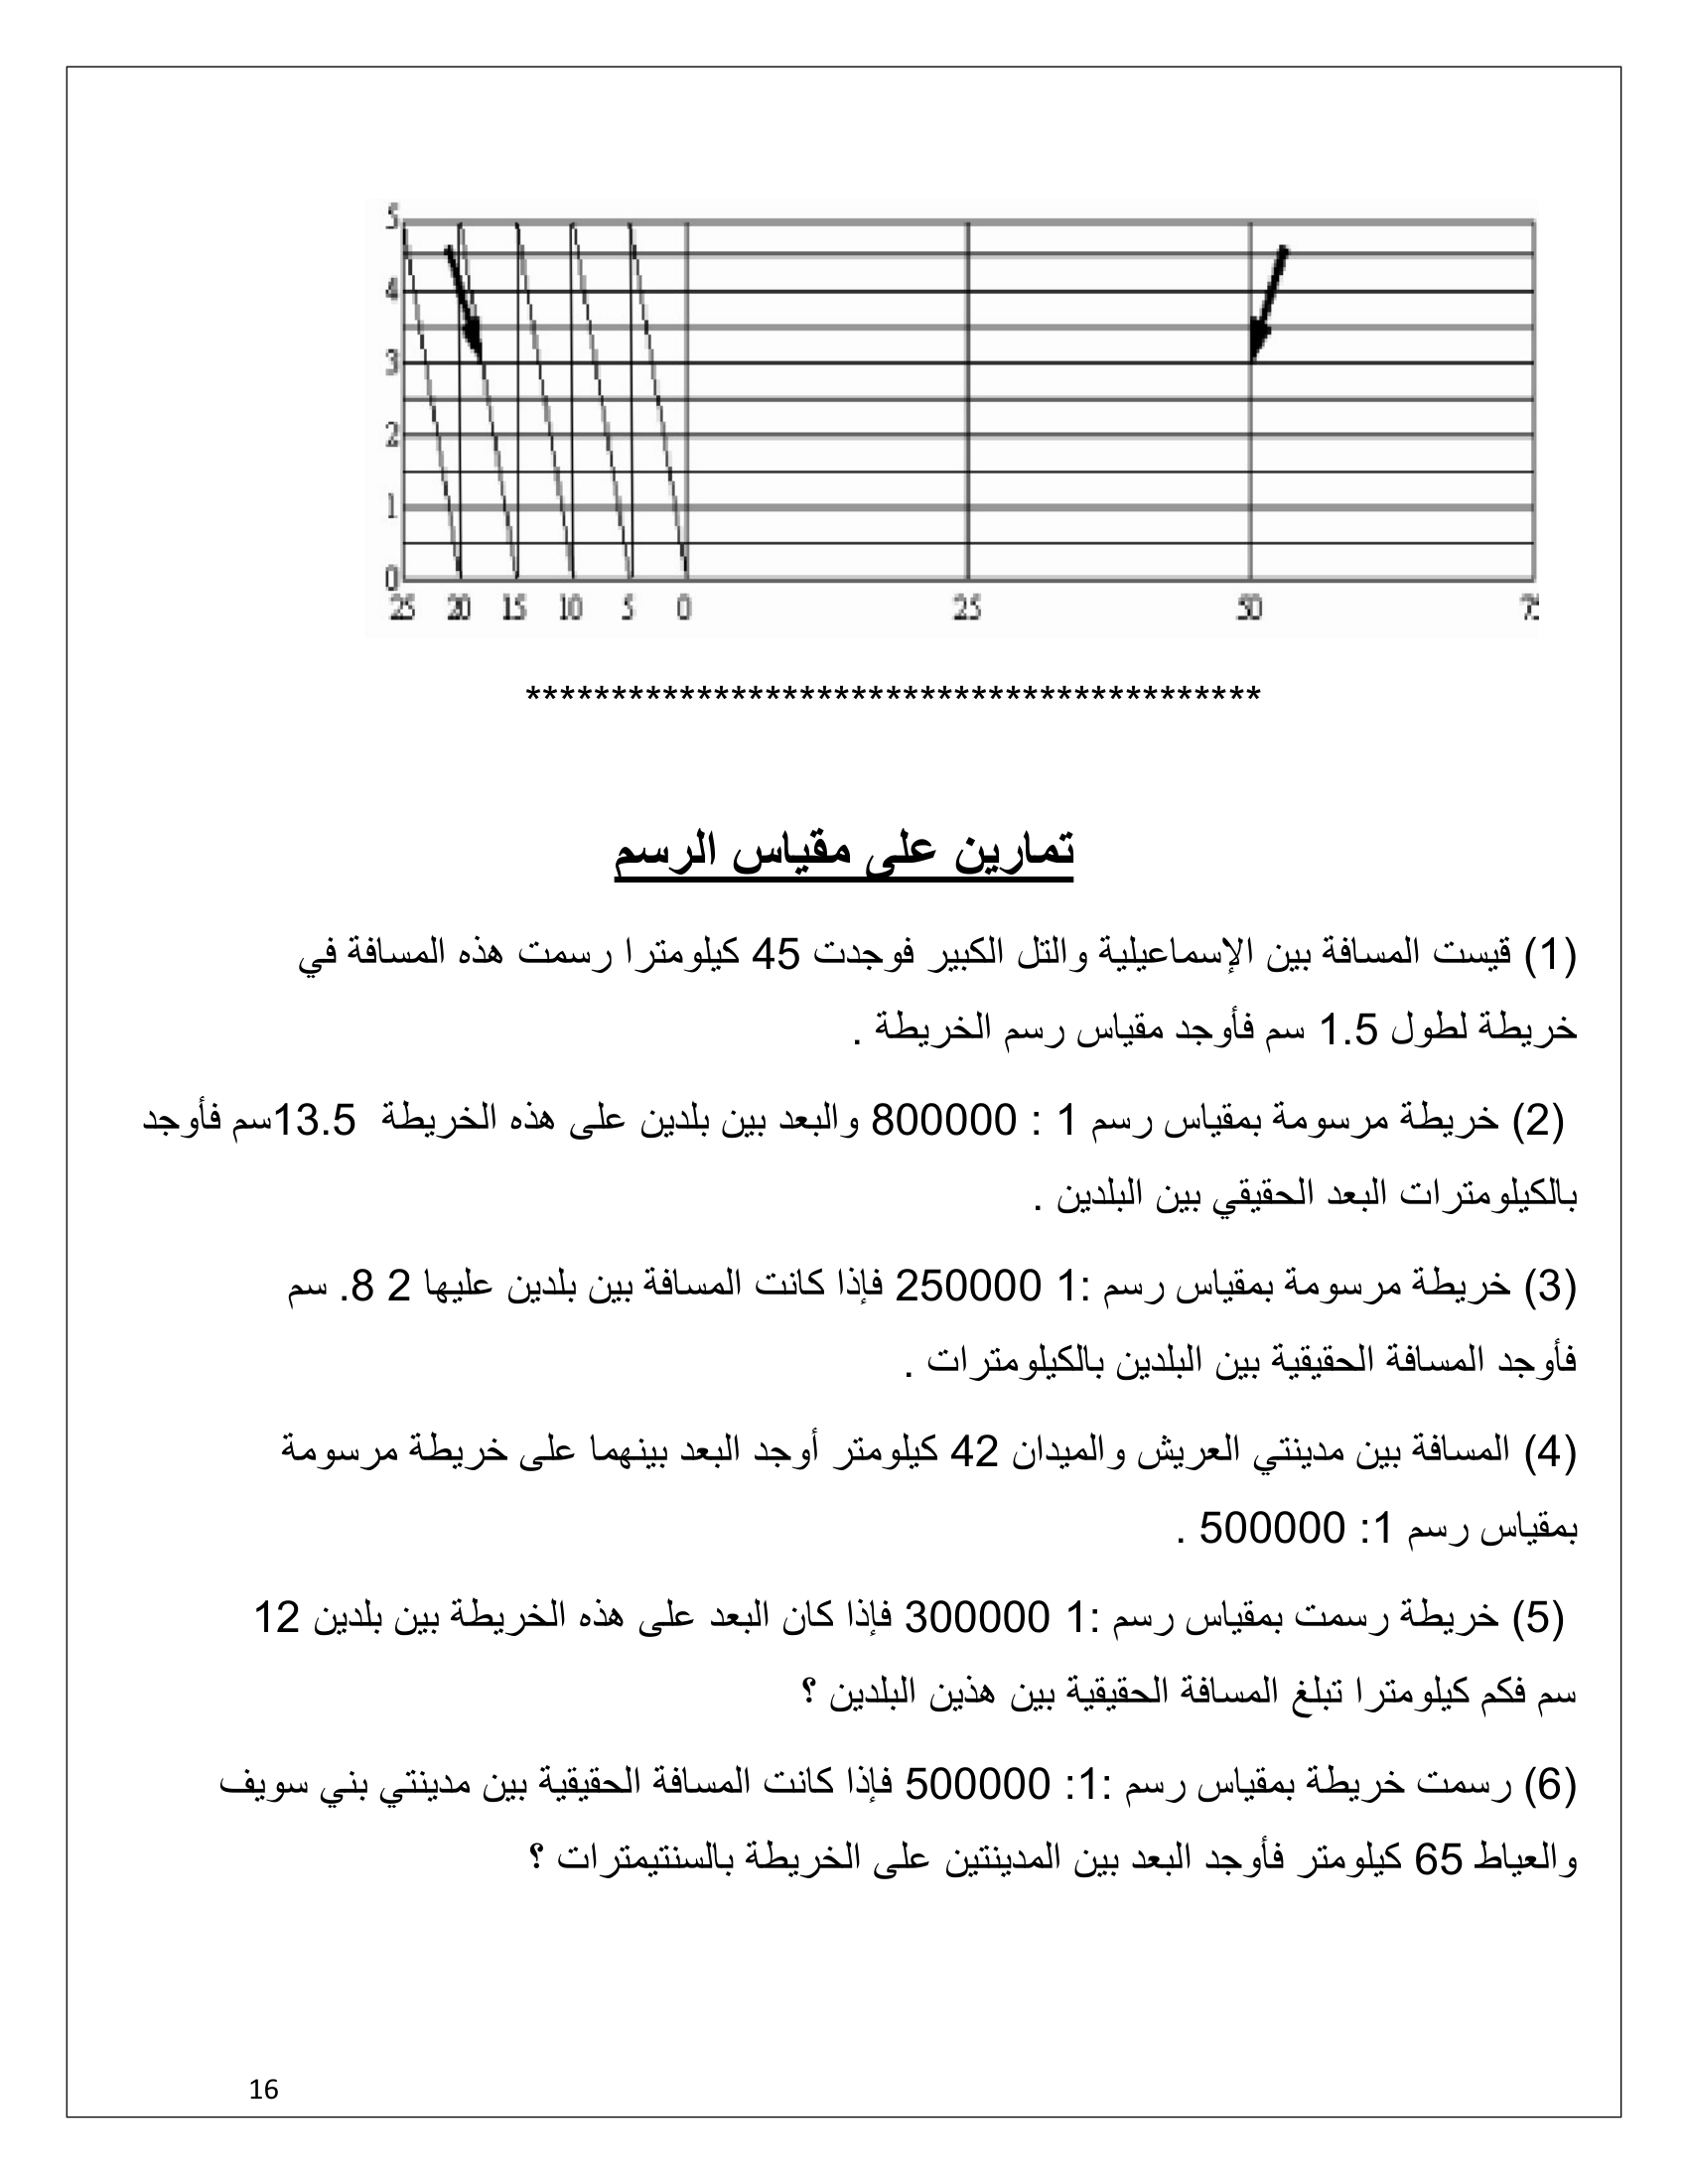 5
4
3
2
1
0
25 20 15 10 5 0 25 50
*******************************************
تمارين على مقياس الرسم
(1) قيست المسافة بين الإسماعيلية والتل الكبير فوجدت 45 كيلومترا رسمت هذه المسافة في
خريطة لطول 1.5 سم فأوجد مقياس رسم الخريطة .
(2) خريطة مرسومة بمقياس رسم 1 : 800000 والبعد بين بلدين على هذه الخريطة 13.5سم فأوجد
بالكيلومترات البعد الحقيقي بين البلدين .
(3) خريطة مرسومة بمقياس رسم :1 250000 فإذا كانت المسافة بين بلدين عليها 2 8. سم
فأوجد المسافة الحقيقية بين البلدين بالكيلومترات .
(4) المسافة بين مدينتي العريش والميدان 42 كيلومتر أوجد البعد بينهما على خريطة مرسومة
بمقياس رسم 1: 500000 .
(5) خريطة رسمت بمقياس رسم :1 300000 فإذا كان البعد على هذه الخريطة بين بلدين 12
سم فكم كيلومترا تبلغ المسافة الحقيقية بين هذين البلدين ؟
(6) رسمت خريطة بمقياس رسم :1: 500000 فإذا كانت المسافة الحقيقية بين مدينتي بني سويف
والعياط 65 كيلومتر فأوجد البعد بين المدينتين على الخريطة بالسنتيمترات ؟
16